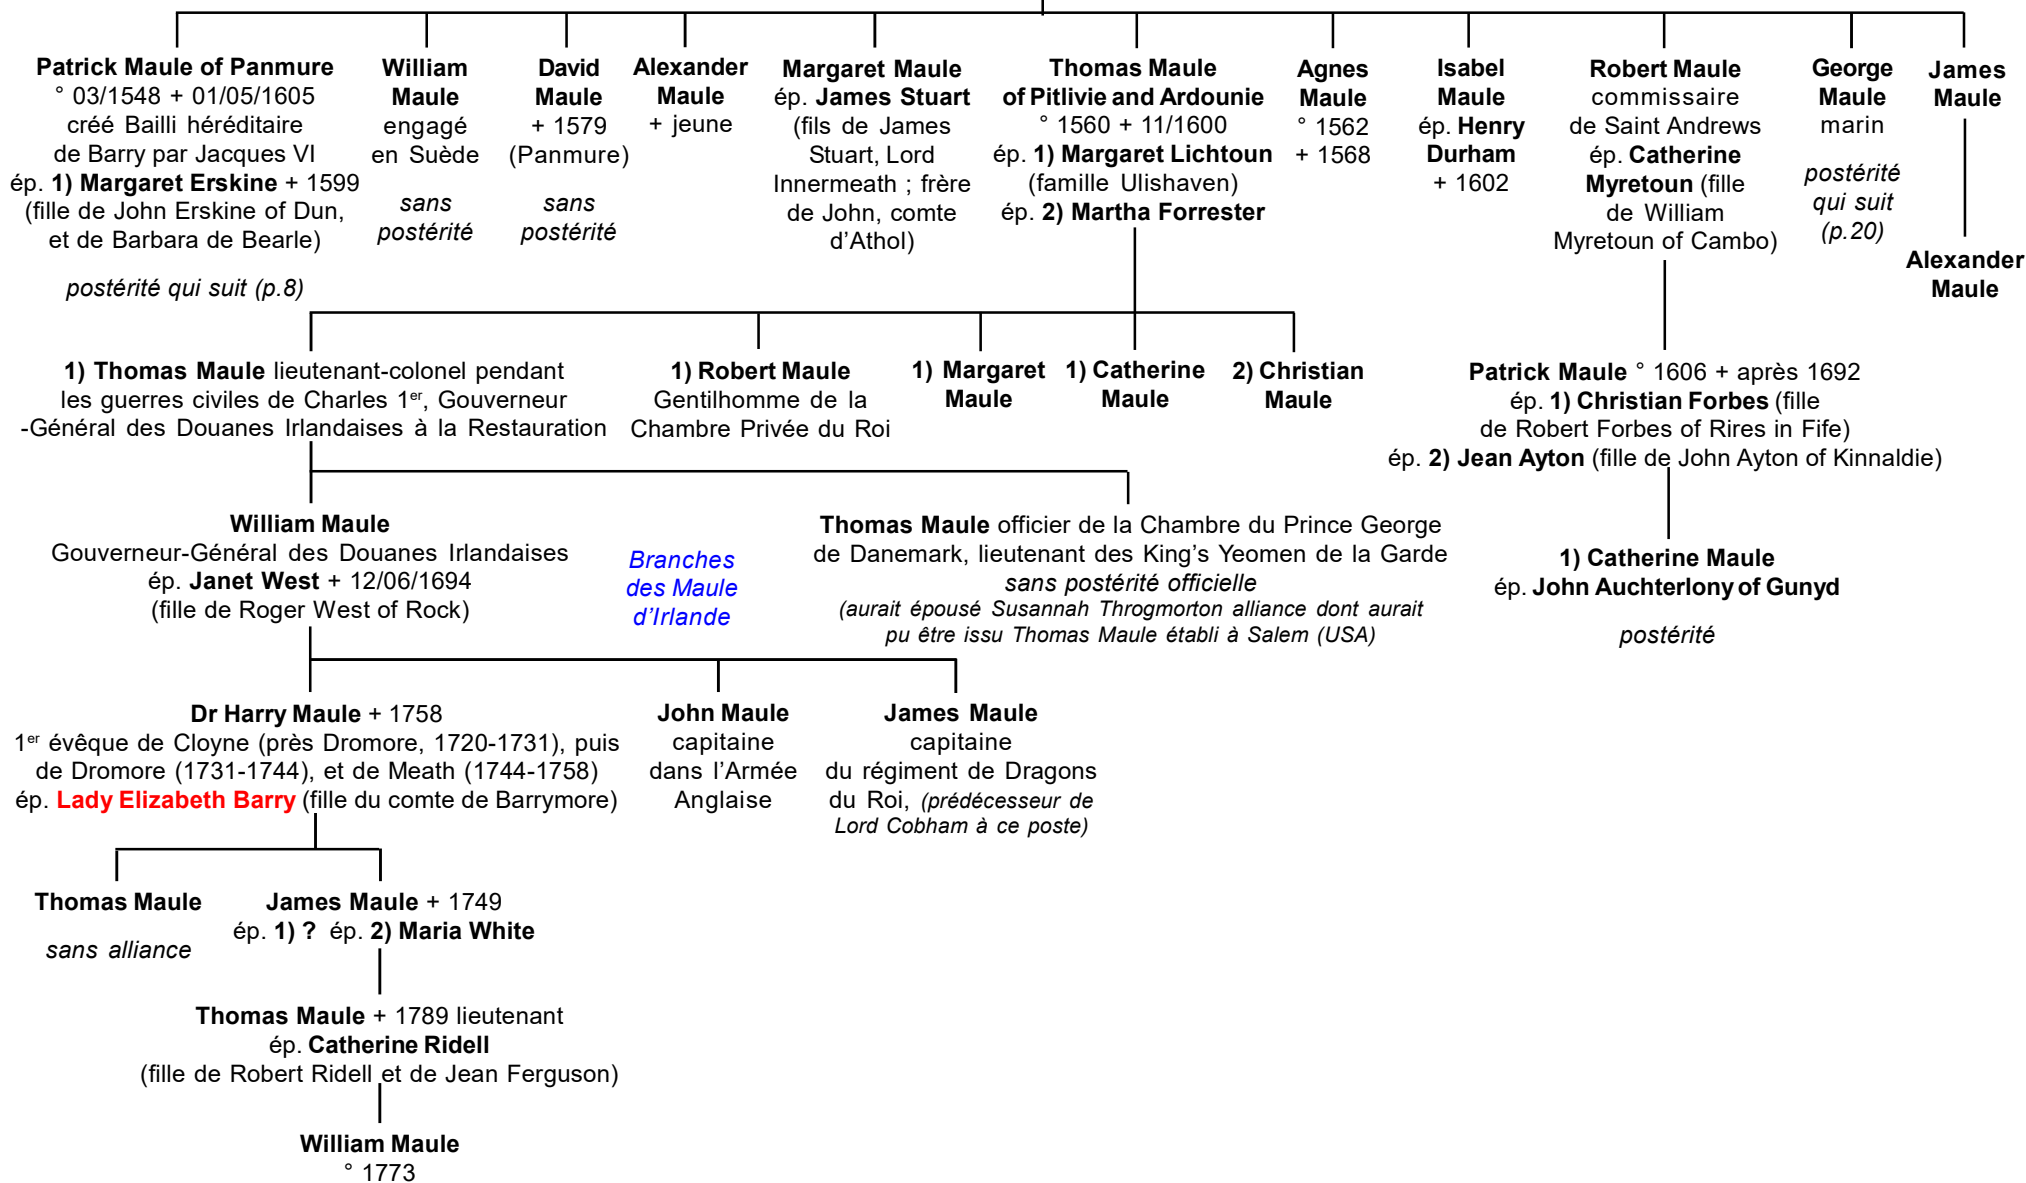 Patrick Maule of Panmure
° 03/1548 + 01/05/1605
créé Bailli héréditaire
de Barry par Jacques VI
ép. 1) Margaret Erskine + 1599
(fille de John Erskine of Dun,
et de Barbara de Bearle)
postérité qui suit (p.8)
William
Maule
engagé
en Suède
sans
postérité
David
Maule
+ 1579
(Panmure)
sans
postérité
Alexander
Maule
+ jeune
Margaret Maule
ép. James Stuart
(fils de James
Stuart, Lord
Innermeath ; frère
de John, comte
d'Athol)
Thomas Maule
of Pitlivie and Ardounie
° 1560 + 11/1600
ép. 1) Margaret Lichtoun
(famille Ulishaven)
ép. 2) Martha Forrester
Agnes
Maule
° 1562
+ 1568
Isabel
Maule
ép. Henry
Durham
+ 1602
Robert Maule
commissaire
de Saint Andrews
ép. Catherine
Myretoun (fille
de William
Myretoun of Cambo)
George
Maule
marin
postérité
qui suit
(p.20)
James
Maule
Alexander
Maule
1) Thomas Maule lieutenant-colonel pendant
les guerres civiles de Charles 1er, Gouverneur
-Général des Douanes Irlandaises à la Restauration
1) Robert Maule
Gentilhomme de la
Chambre Privée du Roi
1) Margaret
Maule
1) Catherine
Maule
2) Christian
Maule
Patrick Maule ° 1606 + après 1692
ép. 1) Christian Forbes (fille
de Robert Forbes of Rires in Fife)
ép. 2) Jean Ayton (fille de John Ayton of Kinnaldie)
William Maule
Gouverneur-Général des Douanes Irlandaises
ép. Janet West + 12/06/1694
(fille de Roger West of Rock)
Branches
des Maule
d'Irlande
Thomas Maule officier de la Chambre du Prince George
de Danemark, lieutenant des King's Yeomen de la Garde
sans postérité officielle
(aurait épousé Susannah Throgmorton alliance dont aurait
pu être issu Thomas Maule établi à Salem (USA)
1) Catherine Maule
ép. John Auchterlony of Gunyd
postérité
Dr Harry Maule + 1758
1er évêque de Cloyne (près Dromore, 1720-1731), puis
de Dromore (1731-1744), et de Meath (1744-1758)
ép. Lady Elizabeth Barry (fille du comte de Barrymore)
John Maule
capitaine
dans l'Armée
Anglaise
James Maule
capitaine
du régiment de Dragons
du Roi, (prédécesseur de
Lord Cobham à ce poste)
Thomas Maule
sans alliance
James Maule + 1749
ép. 1) ? ép. 2) Maria White
Thomas Maule + 1789 lieutenant
ép. Catherine Ridell
(fille de Robert Ridell et de Jean Ferguson)
William Maule
° 1773